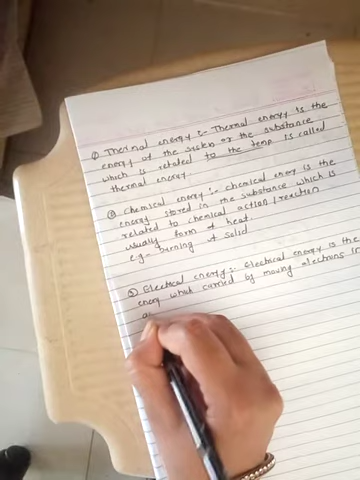 ① Thermal energy :- Thermal energy is the
energy of the system or the substance
which is related to the temp is called
thermal energy
② Chemical energy :- chemical enery is the
energy stored in the substance which is
related to chemical action / reaction
usually form of heat.
e.g - burning of solid
③ Electrical energy :- Electrical energy is the
enery which carried by moving electrons in